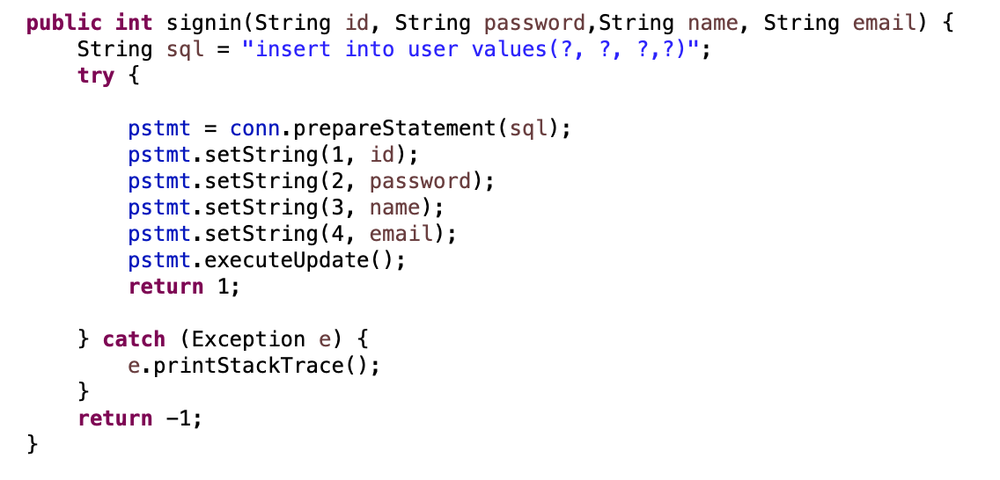 public int signin(String id, String password,String name, String email) {
    String sql = "insert into user values(?, ?, ?,?)";
    try {

        pstmt = conn.prepareStatement(sql);
        pstmt.setString(1, id);
        pstmt.setString(2, password);
        pstmt.setString(3, name);
        pstmt.setString(4, email);
        pstmt.executeUpdate();
        return 1;

    } catch (Exception e) {
        e.printStackTrace();
    }
    return -1;
}